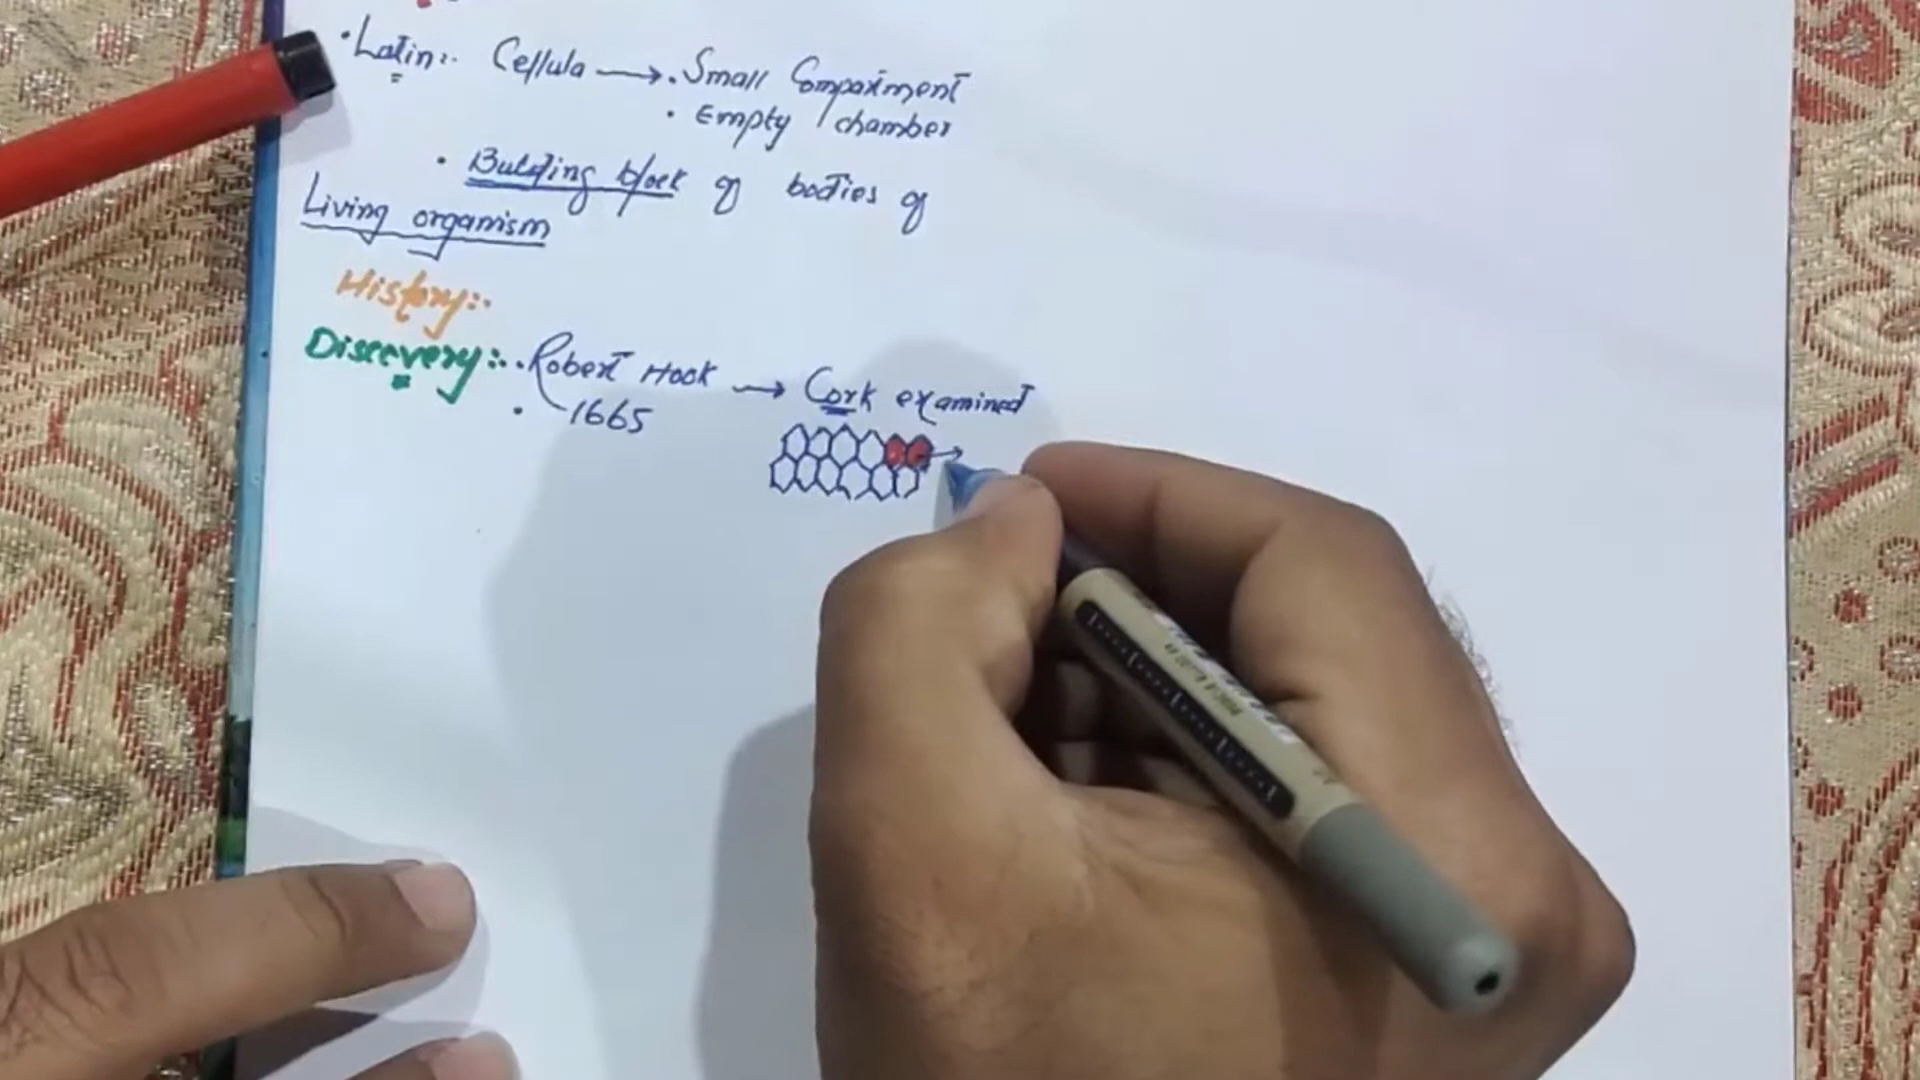 • Latin:- Cellula → • Small Compartment
• Empty chamber
• Building block of bodies of
Living organism
History:-
Discovery:- • Robert Hook → Cork examined
• 1665